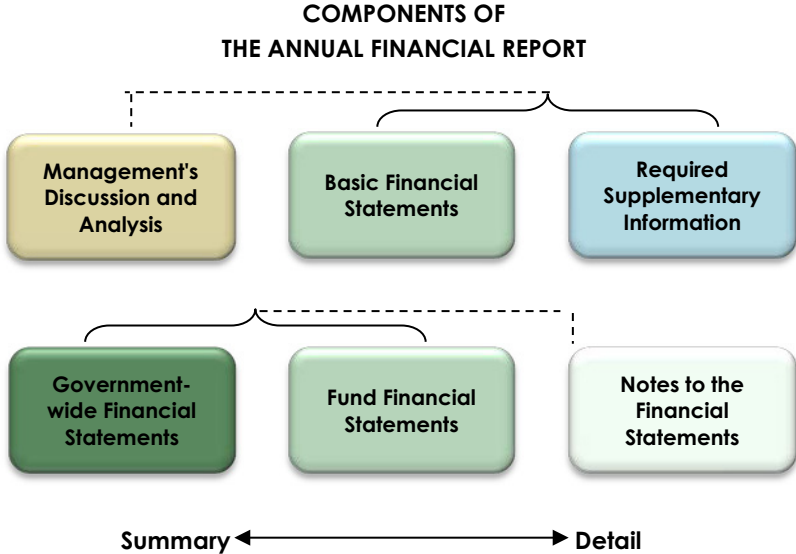 COMPONENTS OF
THE ANNUAL FINANCIAL REPORT
Management's
Discussion and
Analysis
Basic Financial
Statements
Required
Supplementary
Information
Government-
wide Financial
Statements
Fund Financial
Statements
Notes to the
Financial
Statements
Summary
Detail